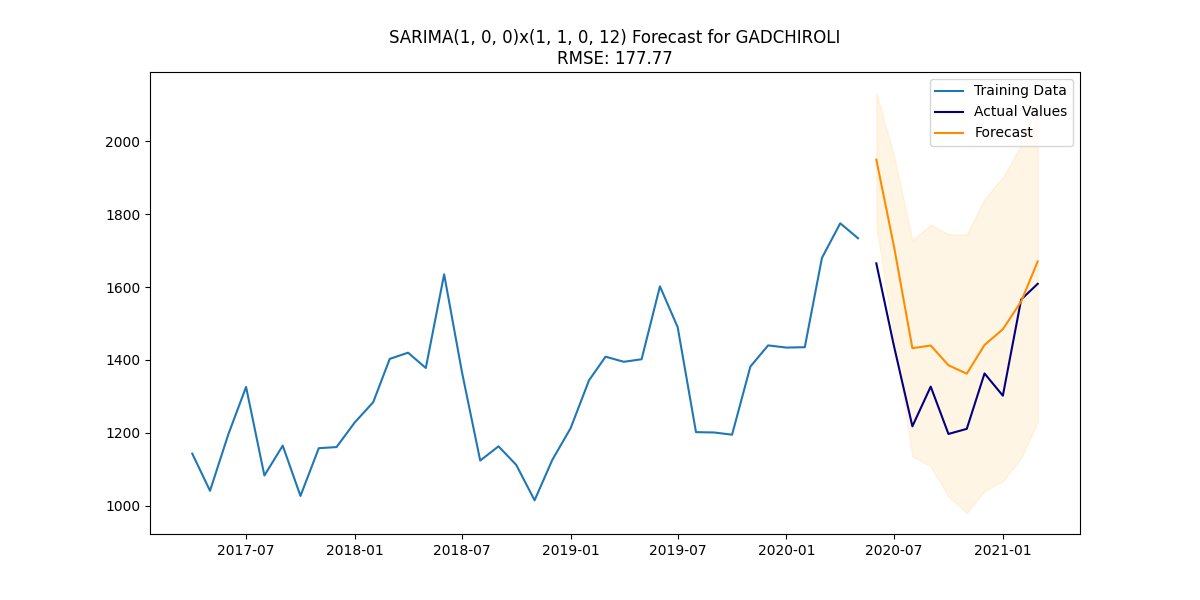 SARIMA(1, 0, 0)x(1, 1, 0, 12) Forecast for GADCHIROLI
RMSE: 177.77
Training Data
Actual Values
Forecast
2000
1800
1600
1400
1200
1000
2017-07 2018-01 2018-07 2019-01 2019-07 2020-01 2020-07 2021-01